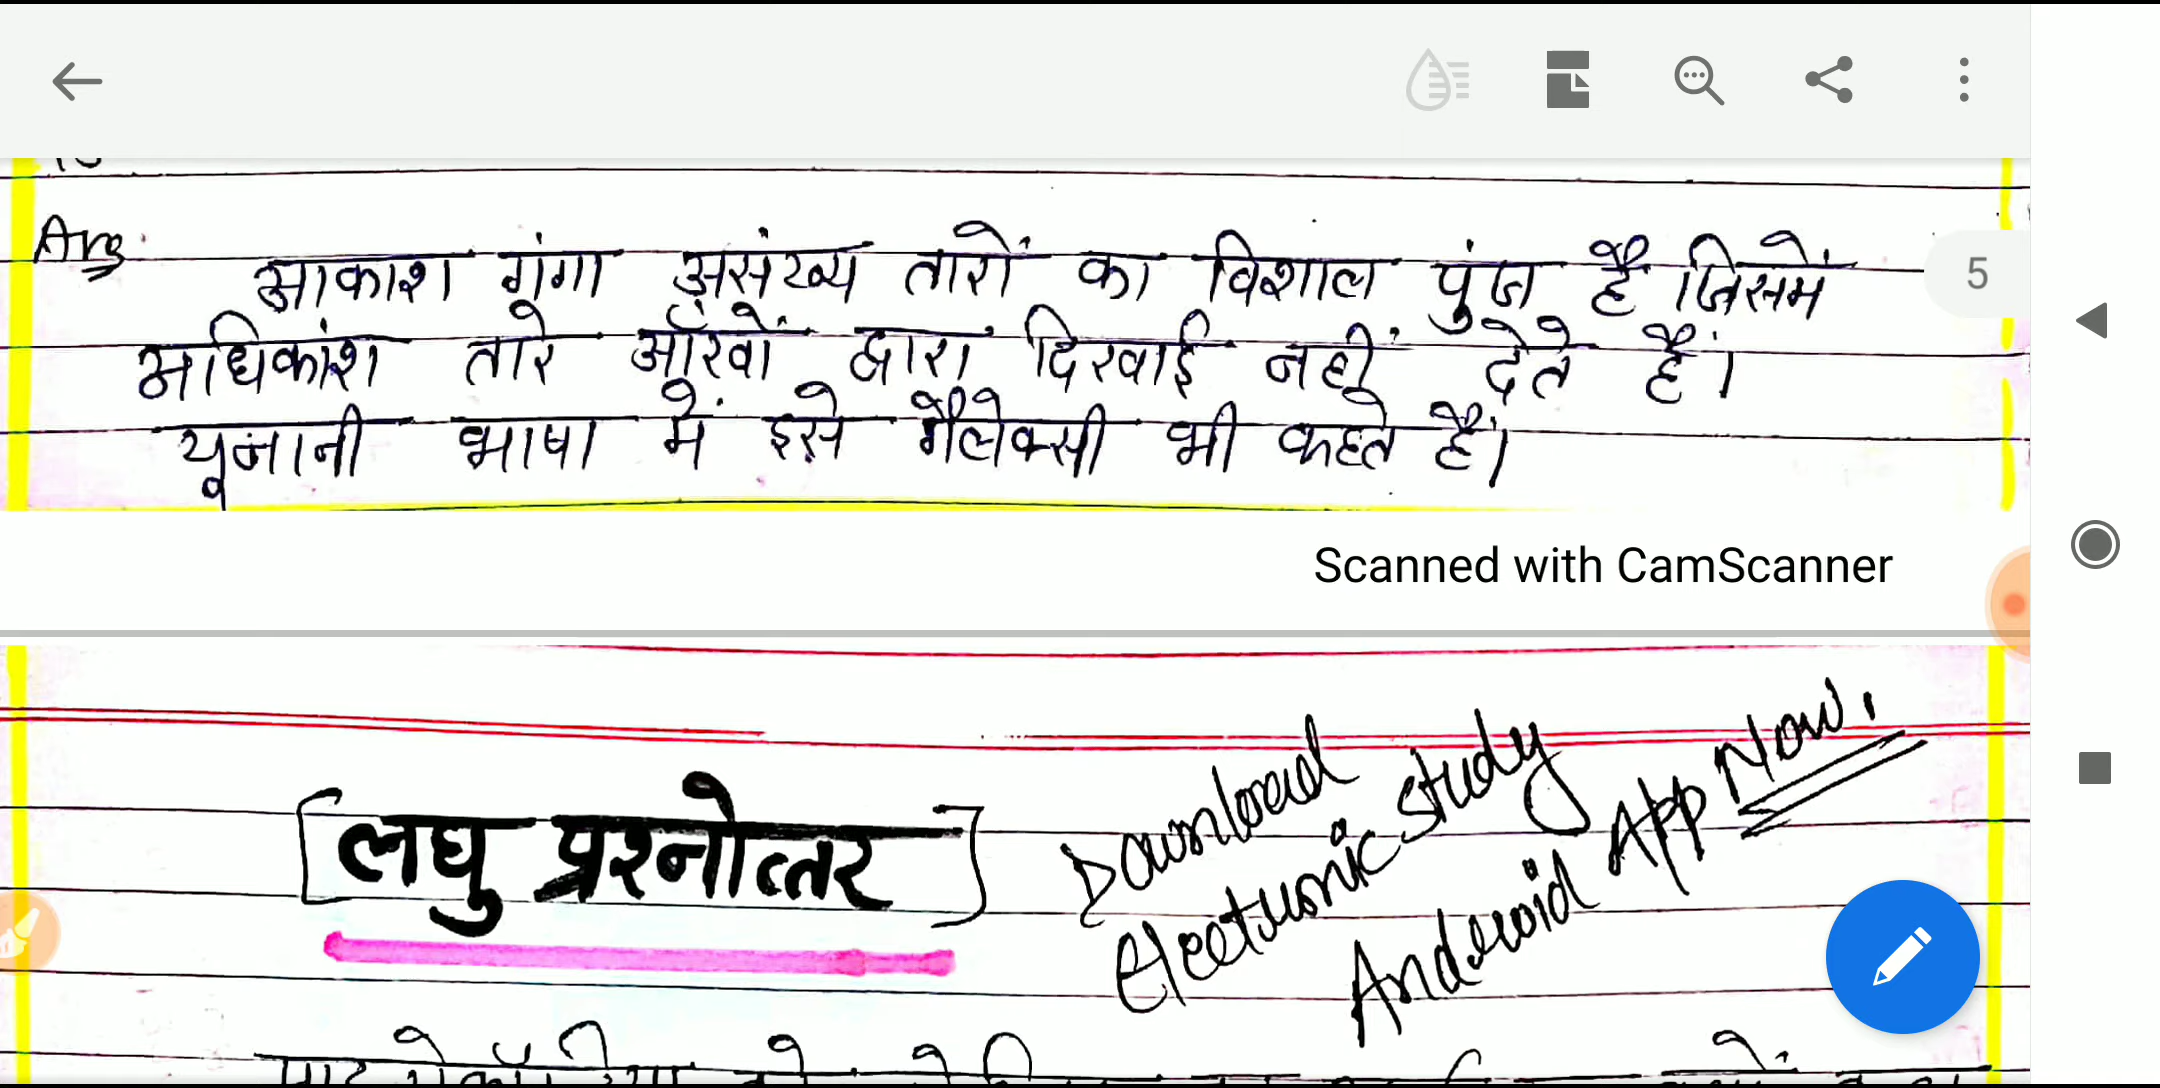 5
Ans
आकाश गंगा असंख्य तारों का विशाल पुंज है जिसमें
अधिकांश तारे आँखों द्वारा दिखाई नहीं देते हैं।
यूनानी भाषा में इसे गैलेक्सी भी कहते हैं।
Scanned with CamScanner
लघु प्रश्नोत्तर
Download
Electronic study
Android App Now.